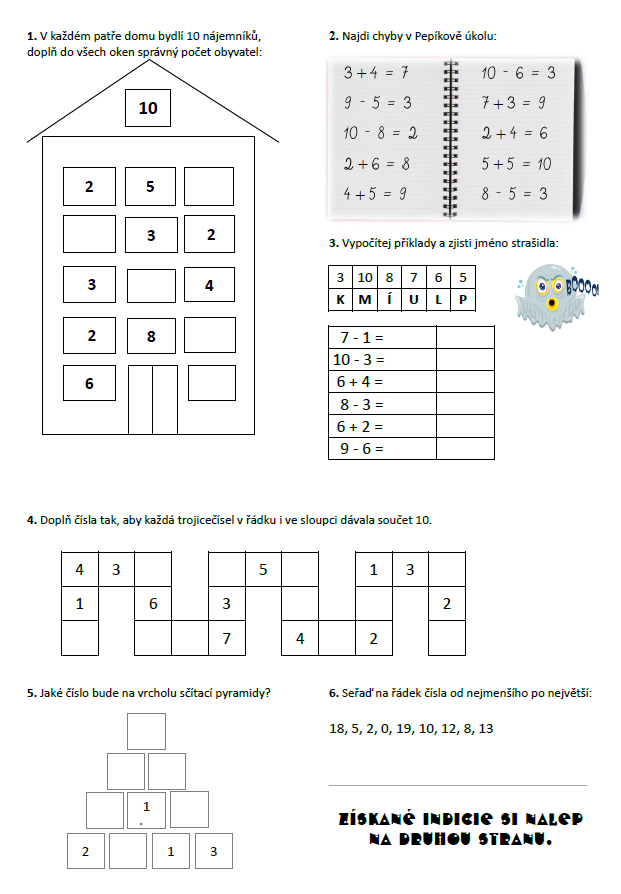 1. V každém patře domu bydlí 10 nájemníků,
doplň do všech oken správný počet obyvatel:
10
2 5
3 2
3 4
2 8
6
2. Najdi chyby v Pepíkově úkolu:
3 + 4 = 7 10 - 6 = 3
9 - 5 = 3 7 + 3 = 9
10 - 8 = 2 2 + 4 = 6
2 + 6 = 8 5 + 5 = 10
4 + 5 = 9 8 - 5 = 3
3. Vypočítej příklady a zjisti jméno strašidla:
3 10 8 7 6 5
K M Í U L P
BOOOO!
7 - 1 =
10 - 3 =
6 + 4 =
8 - 3 =
6 + 2 =
9 - 6 =
4. Doplň čísla tak, aby každá trojicečísel v řádku i ve sloupci dávala součet 10.
4 3 5 1 3
1 6 3 2
7 4 2
5. Jaké číslo bude na vrcholu sčítací pyramidy?
1
.
2 1 3
6. Seřaď na řádek čísla od nejmenšího po největší:
18, 5, 2, 0, 19, 10, 12, 8, 13
ZÍSKANÉ INDICIE SI NALEP
NA DRUHOU STRANU.